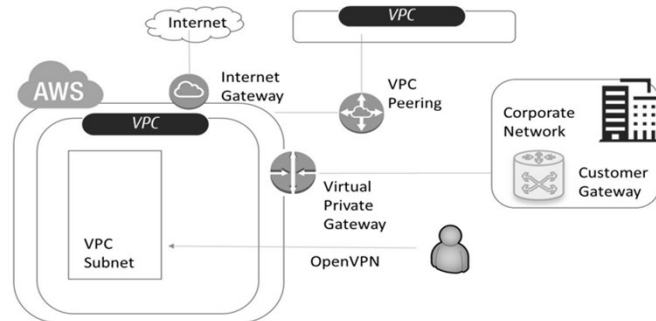 Internet
VPC
Internet
Gateway
VPC
Peering
AWS
VPC
Corporate
Network
Customer
Gateway
Virtual
Private
Gateway
VPC
Subnet
OpenVPN